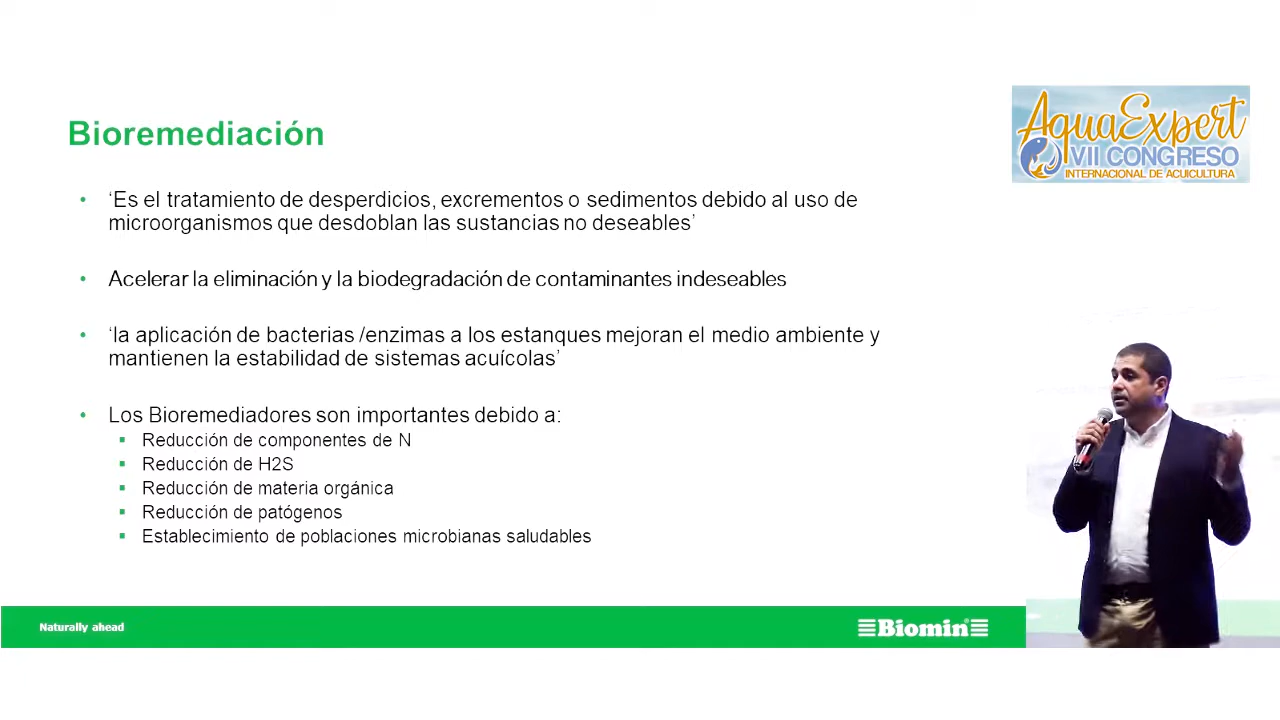 Bioremediación
AquaExpert
VII CONGRESO
INTERNACIONAL DE ACUICULTURA
• ‘Es el tratamiento de desperdicios, excrementos o sedimentos debido al uso de
microorganismos que desdoblan las sustancias no deseables’
• Acelerar la eliminación y la biodegradación de contaminantes indeseables
• ‘la aplicación de bacterias /enzimas a los estanques mejoran el medio ambiente y
mantienen la estabilidad de sistemas acuícolas’
• Los Bioremediadores son importantes debido a:
▪ Reducción de componentes de N
▪ Reducción de H2S
▪ Reducción de materia orgánica
▪ Reducción de patógenos
▪ Establecimiento de poblaciones microbianas saludables
Naturally ahead
Biomin®